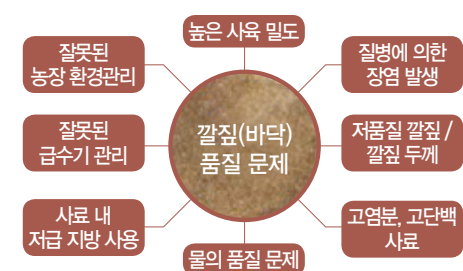 높은 사육 밀도
잘못된
농장 환경관리
질병에 의한
장염 발생
잘못된
급수기 관리
깔짚(바닥)
품질 문제
저품질 깔짚 /
깔짚 두께
사료 내
저급 지방 사용
고염분, 고단백
사료
물의 품질 문제